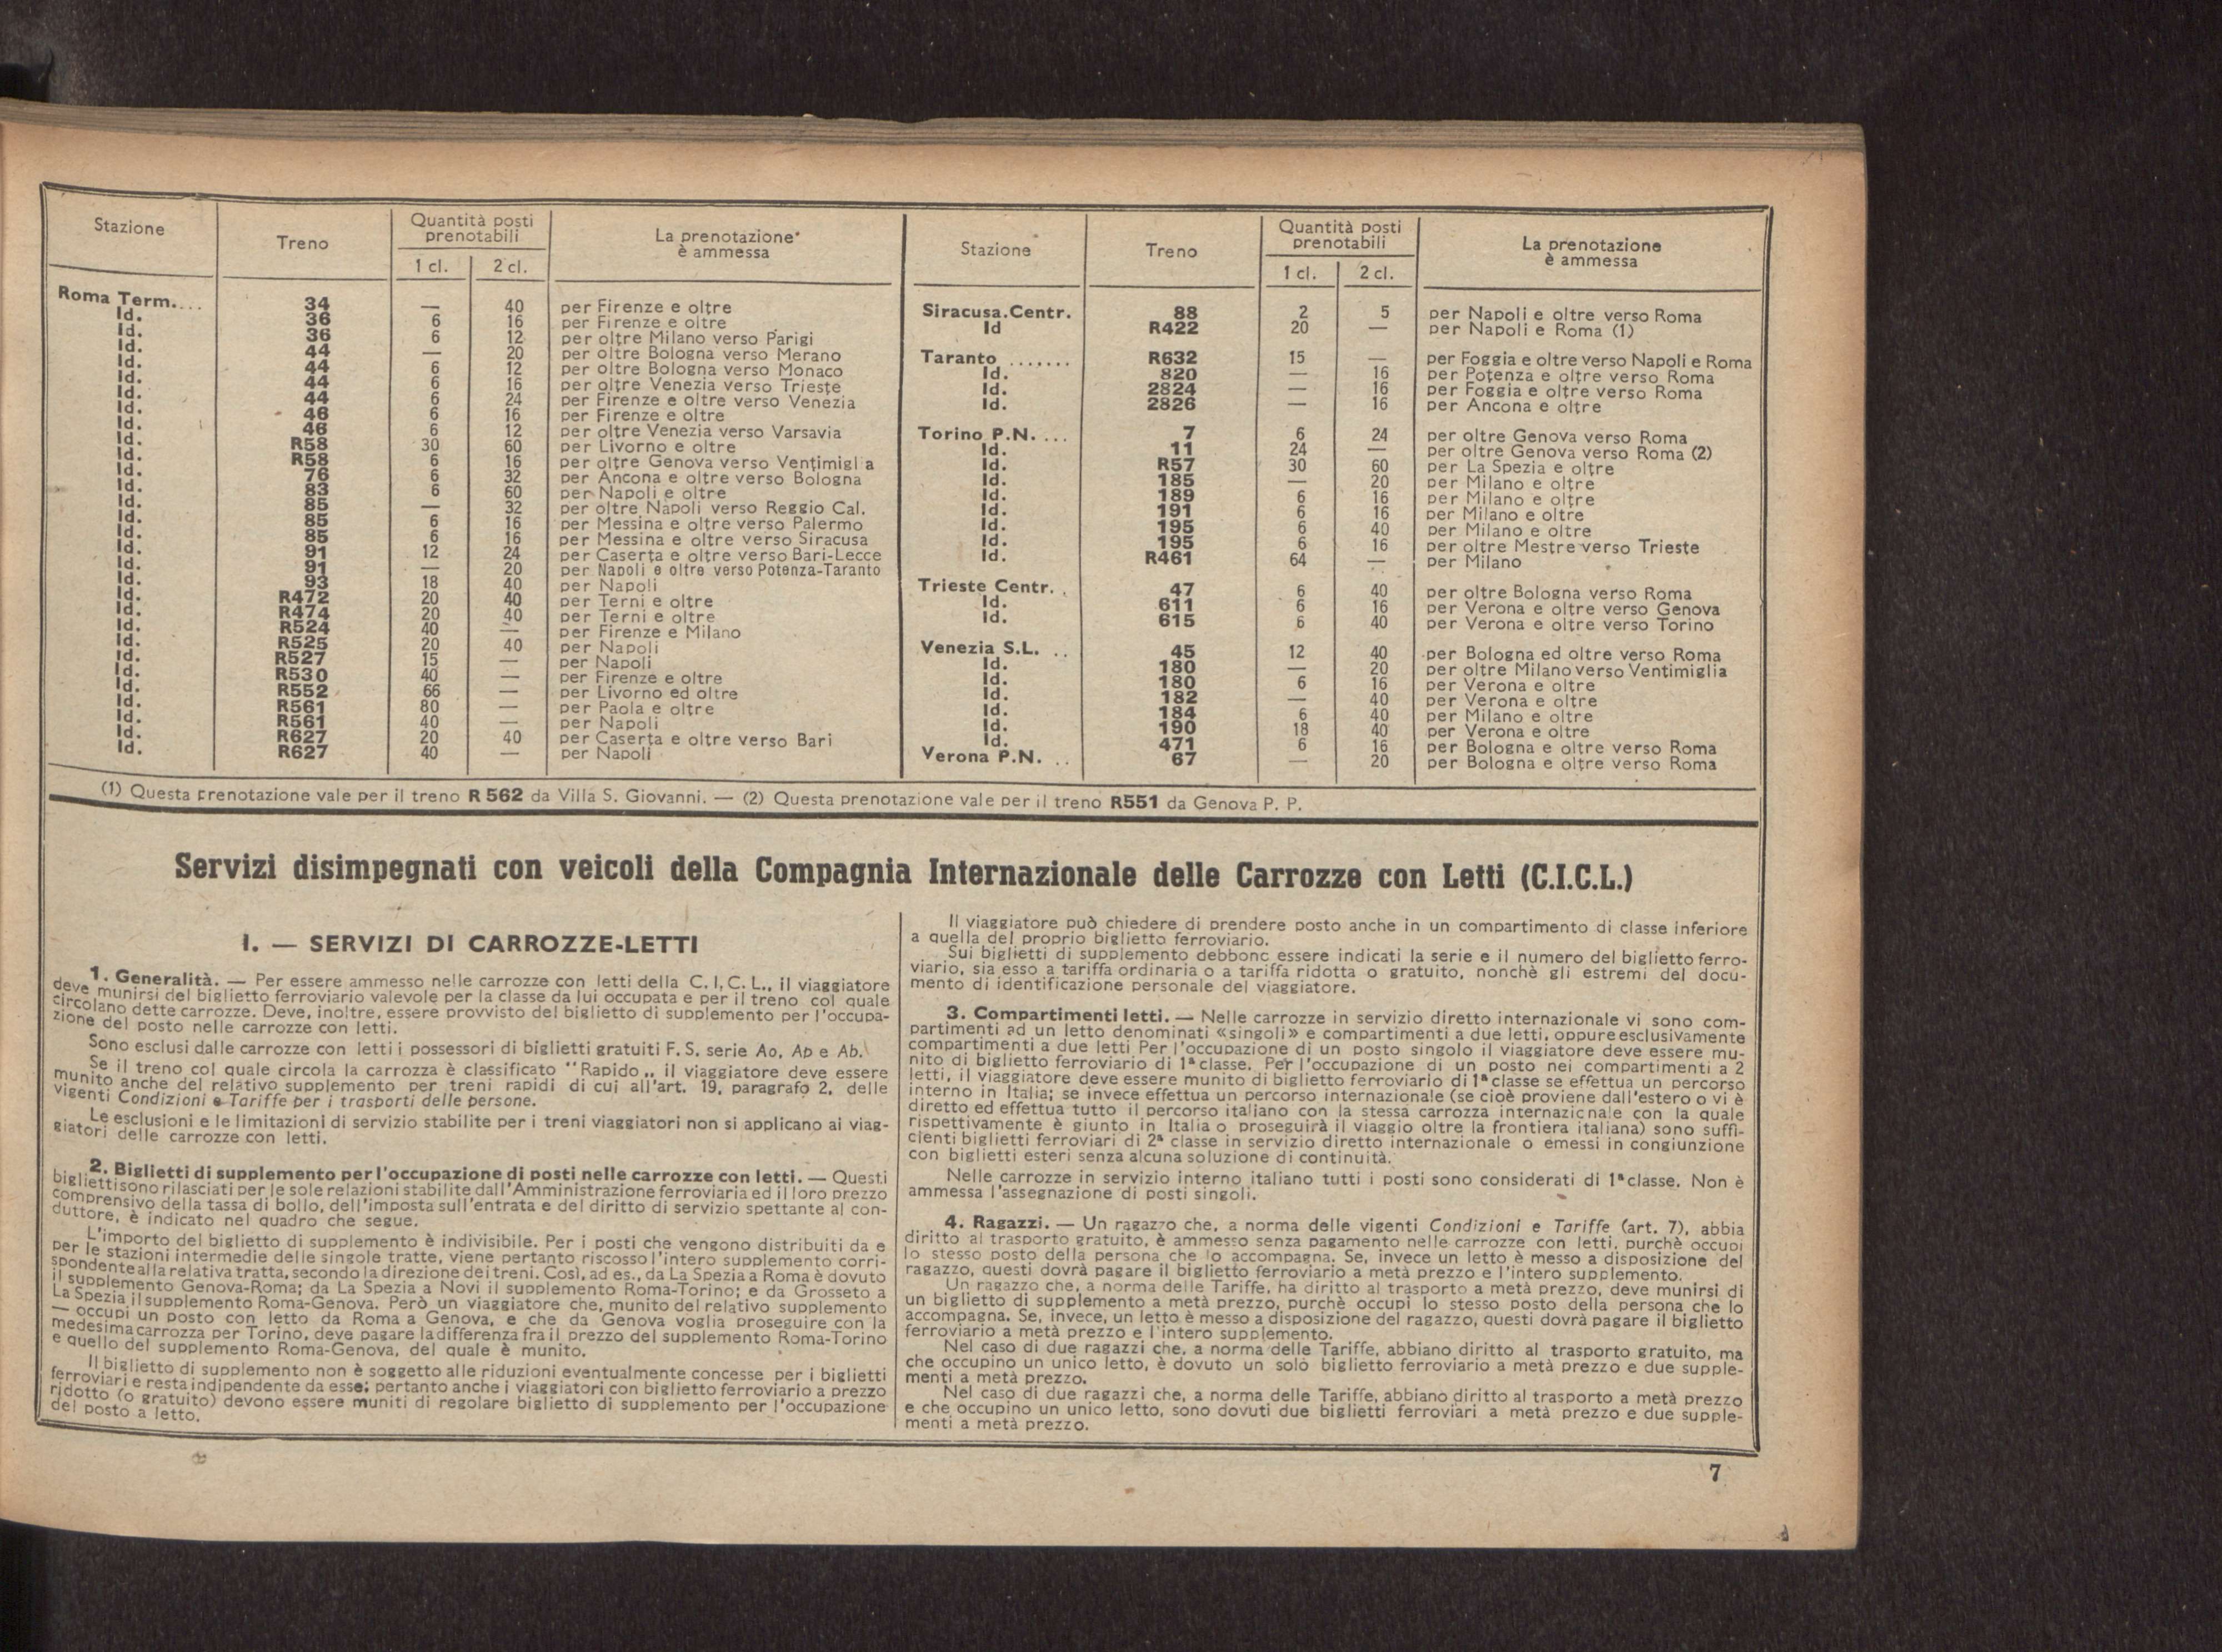 Stazione Treno Quantità posti prenotabili La prenotazione è ammessa
1 cl. 2 cl.
Roma Term.... 34 — 40 per Firenze e oltre
Id. 36 6 16 per Firenze e oltre
Id. 36 6 12 per oltre Milano verso Parigi
Id. 44 — 20 per oltre Bologna verso Merano
Id. 44 6 12 per oltre Bologna verso Monaco
Id. 44 6 16 per oltre Venezia verso Trieste
Id. 44 6 24 per Firenze e oltre verso Venezia
Id. 46 6 16 per Firenze e oltre
Id. 46 6 12 per oltre Venezia verso Varsavia
Id. R58 30 60 per Livorno e oltre
Id. R58 6 16 per oltre Genova verso Ventimigl a
Id. 76 6 32 per Ancona e oltre verso Bologna
Id. 83 6 60 per Napoli e oltre
Id. 85 — 32 per oltre Napoli verso Reggio Cal.
Id. 85 6 16 per Messina e oltre verso Palermo
Id. 85 6 16 per Messina e oltre verso Siracusa
Id. 91 12 24 per Caserta e oltre verso Bari-Lecce
Id. 91 — 20 per Napoli e oltre verso Potenza-Taranto
Id. 93 18 40 per Napoli
Id. R472 20 40 per Terni e oltre
Id. R474 20 40 per Terni e oltre
Id. R524 40 — per Firenze e Milano
Id. R525 20 40 per Napoli
Id. R527 15 — per Napoli
Id. R530 40 — per Firenze e oltre
Id. R552 66 — per Livorno ed oltre
Id. R561 80 — per Paola e oltre
Id. R561 40 — per Napoli
Id. R627 20 40 per Caserta e oltre verso Bari
Id. R627 40 — per Napoli
Stazione Treno Quantità posti prenotabili La prenotazione è ammessa
1 cl. 2 cl.
Siracusa.Centr. 88 2 5 per Napoli e oltre verso Roma
Id R422 20 — per Napoli e Roma (1)
Taranto ....... R632 15 — per Foggia e oltre verso Napoli e Roma
Id. 820 — 16 per Potenza e oltre verso Roma
Id. 2824 — 16 per Foggia e oltre verso Roma
Id. 2826 — 16 per Ancona e oltre
Torino P.N. ... 7 6 24 per oltre Genova verso Roma
Id. 11 24 — per oltre Genova verso Roma (2)
Id. R57 30 60 per La Spezia e oltre
Id. 185 — 20 per Milano e oltre
Id. 189 6 16 per Milano e oltre
Id. 191 6 16 per Milano e oltre
Id. 195 6 40 per Milano e oltre
Id. 195 6 16 per oltre Mestre verso Trieste
Id. R461 64 — per Milano
Trieste Centr. . 47 6 40 per oltre Bologna verso Roma
Id. 611 6 16 per Verona e oltre verso Genova
Id. 615 6 40 per Verona e oltre verso Torino
Venezia S.L. .. 45 12 40 per Bologna ed oltre verso Roma
Id. 180 — 20 per oltre Milano verso Ventimiglia
Id. 180 6 16 per Verona e oltre
Id. 182 — 40 per Verona e oltre
Id. 184 6 40 per Milano e oltre
Id. 190 18 40 per Verona e oltre
Id. 471 6 16 per Bologna e oltre verso Roma
Verona P.N. .. 67 — 20 per Bologna e oltre verso Roma
(1) Questa prenotazione vale per il treno R 562 da Villa S. Giovanni. — (2) Questa prenotazione vale per il treno R551 da Genova P. P.
Servizi disimpegnati con veicoli della Compagnia Internazionale delle Carrozze con Letti (C.I.C.L.)
I. — SERVIZI DI CARROZZE-LETTI
1. Generalità. — Per essere ammesso nelle carrozze con letti della C. I, C. L., il viaggiatore
deve munirsi del biglietto ferroviario valevole per la classe da lui occupata e per il treno col quale
circolano dette carrozze. Deve, inoltre, essere provvisto del biglietto di supplemento per l'occupa-
zione del posto nelle carrozze con letti.
Sono esclusi dalle carrozze con letti i possessori di biglietti gratuiti F. S. serie Ao, Ap e Ab.
Se il treno col quale circola la carrozza è classificato "Rapido„ il viaggiatore deve essere
munito anche del relativo supplemento per treni rapidi di cui all'art. 19, paragrafo 2, delle
vigenti Condizioni e Tariffe per i trasporti delle persone.
Le esclusioni e le limitazioni di servizio stabilite per i treni viaggiatori non si applicano ai viag-
giatori delle carrozze con letti.
2. Biglietti di supplemento per l'occupazione di posti nelle carrozze con letti. — Questi
biglietti sono rilasciati per le sole relazioni stabilite dall'Amministrazione ferroviaria ed il loro prezzo
comprensivo della tassa di bollo, dell'imposta sull'entrata e del diritto di servizio spettante al con-
duttore, è indicato nel quadro che segue.
L'importo del biglietto di supplemento è indivisibile. Per i posti che vengono distribuiti da e
per le stazioni intermedie delle singole tratte, viene pertanto riscosso l'intero supplemento corri-
spondente alla relativa tratta, secondo la direzione dei treni. Così, ad es., da La Spezia a Roma è dovuto
il supplemento Genova-Roma; da La Spezia a Novi il supplemento Roma-Torino; e da Grosseto a
La Spezia il supplemento Roma-Genova. Però un viaggiatore che, munito del relativo supplemento
— occupi un posto con letto da Roma a Genova, e che da Genova voglia proseguire con la
medesima carrozza per Torino, deve pagare la differenza fra il prezzo del supplemento Roma-Torino
e quello del supplemento Roma-Genova, del quale è munito.
Il biglietto di supplemento non è soggetto alle riduzioni eventualmente concesse per i biglietti
ferroviari e resta indipendente da esse; pertanto anche i viaggiatori con biglietto ferroviario a prezzo
ridotto (o gratuito) devono essere muniti di regolare biglietto di supplemento per l'occupazione
del posto a letto.
Il viaggiatore può chiedere di prendere posto anche in un compartimento di classe inferiore
a quella del proprio biglietto ferroviario.
Sui biglietti di supplemento debbono essere indicati la serie e il numero del biglietto ferro-
viario, sia esso a tariffa ordinaria o a tariffa ridotta o gratuito, nonchè gli estremi del docu-
mento di identificazione personale del viaggiatore.
3. Compartimenti letti. — Nelle carrozze in servizio diretto internazionale vi sono com-
partimenti ad un letto denominati «singoli» e compartimenti a due letti, oppure esclusivamente
compartimenti a due letti Per l'occupazione di un posto singolo il viaggiatore deve essere mu-
nito di biglietto ferroviario di 1ª classe. Per l'occupazione di un posto nei compartimenti a 2
letti, il viaggiatore deve essere munito di biglietto ferroviario di 1ª classe se effettua un percorso
interno in Italia; se invece effettua un percorso internazionale (se cioè proviene dall'estero o vi è
diretto ed effettua tutto il percorso italiano con la stessa carrozza internazionale con la quale
rispettivamente è giunto in Italia o proseguirà il viaggio oltre la frontiera italiana) sono suffi-
cienti biglietti ferroviari di 2ª classe in servizio diretto internazionale o emessi in congiunzione
con biglietti esteri senza alcuna soluzione di continuità.
Nelle carrozze in servizio interno italiano tutti i posti sono considerati di 1ª classe. Non è
ammessa l'assegnazione di posti singoli.
4. Ragazzi. — Un ragazzo che, a norma delle vigenti Condizioni e Tariffe (art. 7), abbia
diritto al trasporto gratuito, è ammesso senza pagamento nelle carrozze con letti, purchè occupi
lo stesso posto della persona che lo accompagna. Se, invece un letto è messo a disposizione del
ragazzo, questi dovrà pagare il biglietto ferroviario a metà prezzo e l'intero supplemento.
Un ragazzo che, a norma delle Tariffe, ha diritto al trasporto a metà prezzo, deve munirsi di
un biglietto di supplemento a metà prezzo, purchè occupi lo stesso posto della persona che lo
accompagna. Se, invece, un letto è messo a disposizione del ragazzo, questi dovrà pagare il biglietto
ferroviario a metà prezzo e l'intero supplemento.
Nel caso di due ragazzi che, a norma delle Tariffe, abbiano diritto al trasporto gratuito, ma
che occupino un unico letto, è dovuto un solo biglietto ferroviario a metà prezzo e due supple-
menti a metà prezzo.
Nel caso di due ragazzi che, a norma delle Tariffe, abbiano diritto al trasporto a metà prezzo
e che occupino un unico letto, sono dovuti due biglietti ferroviari a metà prezzo e due supple-
menti a metà prezzo.
7